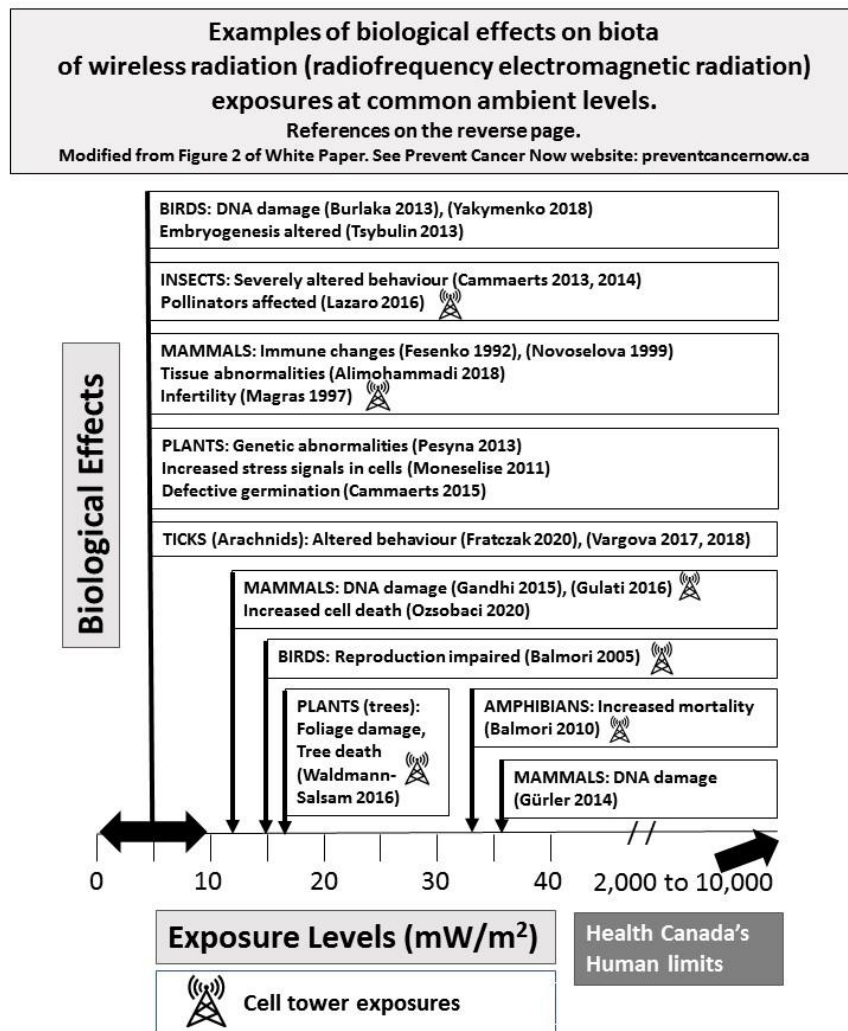 Examples of biological effects on biota
of wireless radiation (radiofrequency electromagnetic radiation)
exposures at common ambient levels.
References on the reverse page.
Modified from Figure 2 of White Paper. See Prevent Cancer Now website: preventcancernow.ca
BIRDS: DNA damage (Burlaka 2013), (Yakymenko 2018)
Embryogenesis altered (Tsybulin 2013)
INSECTS: Severely altered behaviour (Cammaerts 2013, 2014)
Pollinators affected (Lazaro 2016)
MAMMALS: Immune changes (Fesenko 1992), (Novoselova 1999)
Tissue abnormalities (Alimohammadi 2018)
Infertility (Magras 1997)
PLANTS: Genetic abnormalities (Pesyna 2013)
Increased stress signals in cells (Moneselise 2011)
Defective germination (Cammaerts 2015)
TICKS (Arachnids): Altered behaviour (Fratczak 2020), (Vargova 2017, 2018)
MAMMALS: DNA damage (Gandhi 2015), (Gulati 2016)
Increased cell death (Ozsobaci 2020)
BIRDS: Reproduction impaired (Balmori 2005)
PLANTS (trees):
Foliage damage,
Tree death
(Waldmann-
Salsam 2016)
AMPHIBIANS: Increased mortality
(Balmori 2010)
MAMMALS: DNA damage
(Gürler 2014)
Biological Effects
0 10 20 30 40 2,000 to 10,000
Exposure Levels (mW/m²)
Health Canada's
Human limits
Cell tower exposures